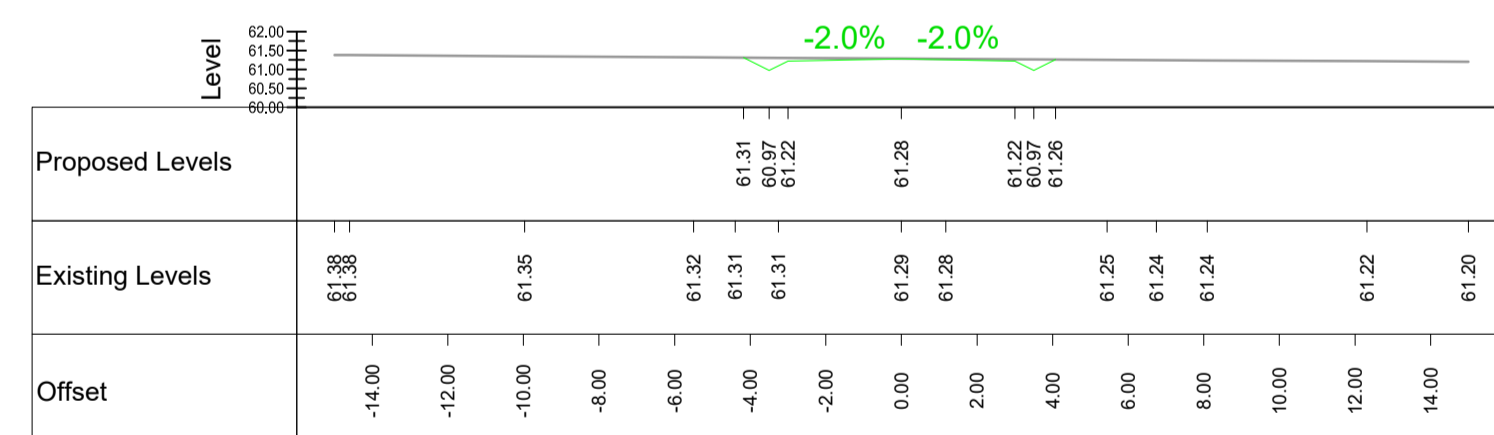 -2.0% -2.0%
Level
62.00
61.50
61.00
60.50
60.00
Proposed Levels
61.31 60.97 61.22 61.28 61.22 60.97 61.26
Existing Levels
61.38 61.38 61.35 61.32 61.31 61.31 61.29 61.28 61.25 61.24 61.24 61.22 61.20
Offset
-14.00 -12.00 -10.00 -8.00 -6.00 -4.00 -2.00 0.00 2.00 4.00 6.00 8.00 10.00 12.00 14.00